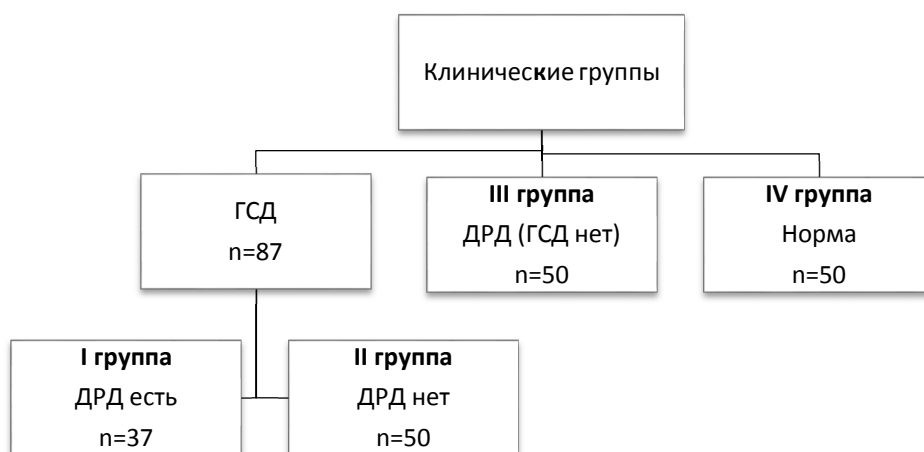 Клинические группы
ГСД
n=87
III группа
ДРД (ГСД нет)
n=50
IV группа
Норма
n=50
I группа
ДРД есть
n=37
II группа
ДРД нет
n=50